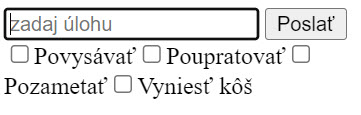 zadaj úlohu Poslať
Povysávať Poupratovať
Pozametať Vyniesť kôš